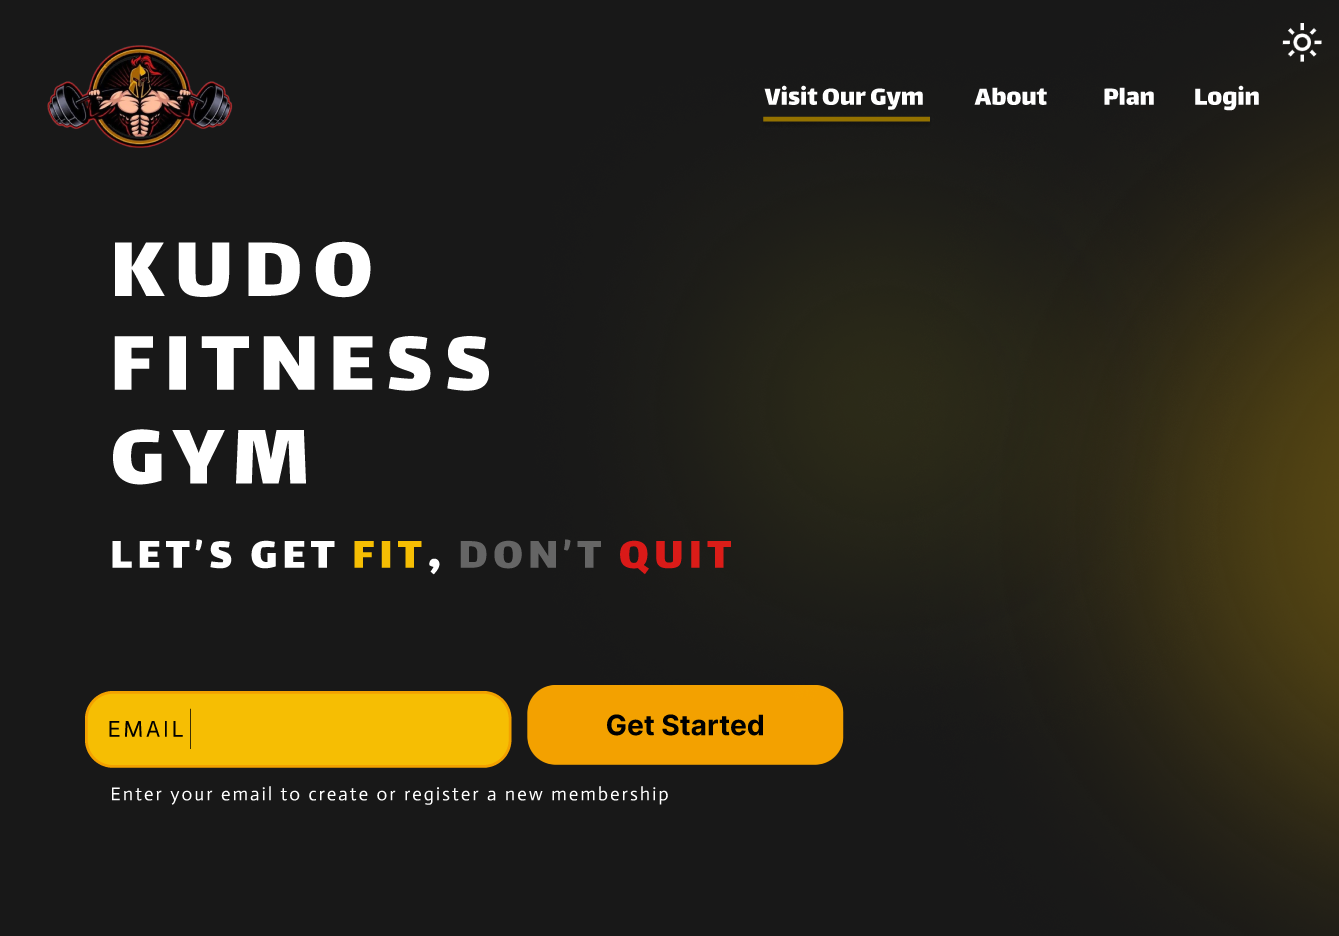 Visit Our Gym About Plan Login
KUDO
FITNESS
GYM
LET'S GET FIT, DON'T QUIT
EMAIL
Get Started
Enter your email to create or register a new membership